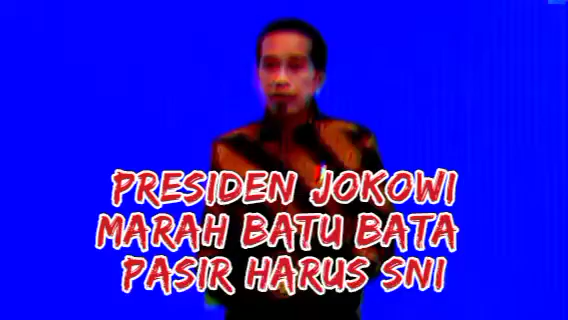 PRESIDEN JOKOWI
MARAH BATU BATA
PASIR HARUS SNI